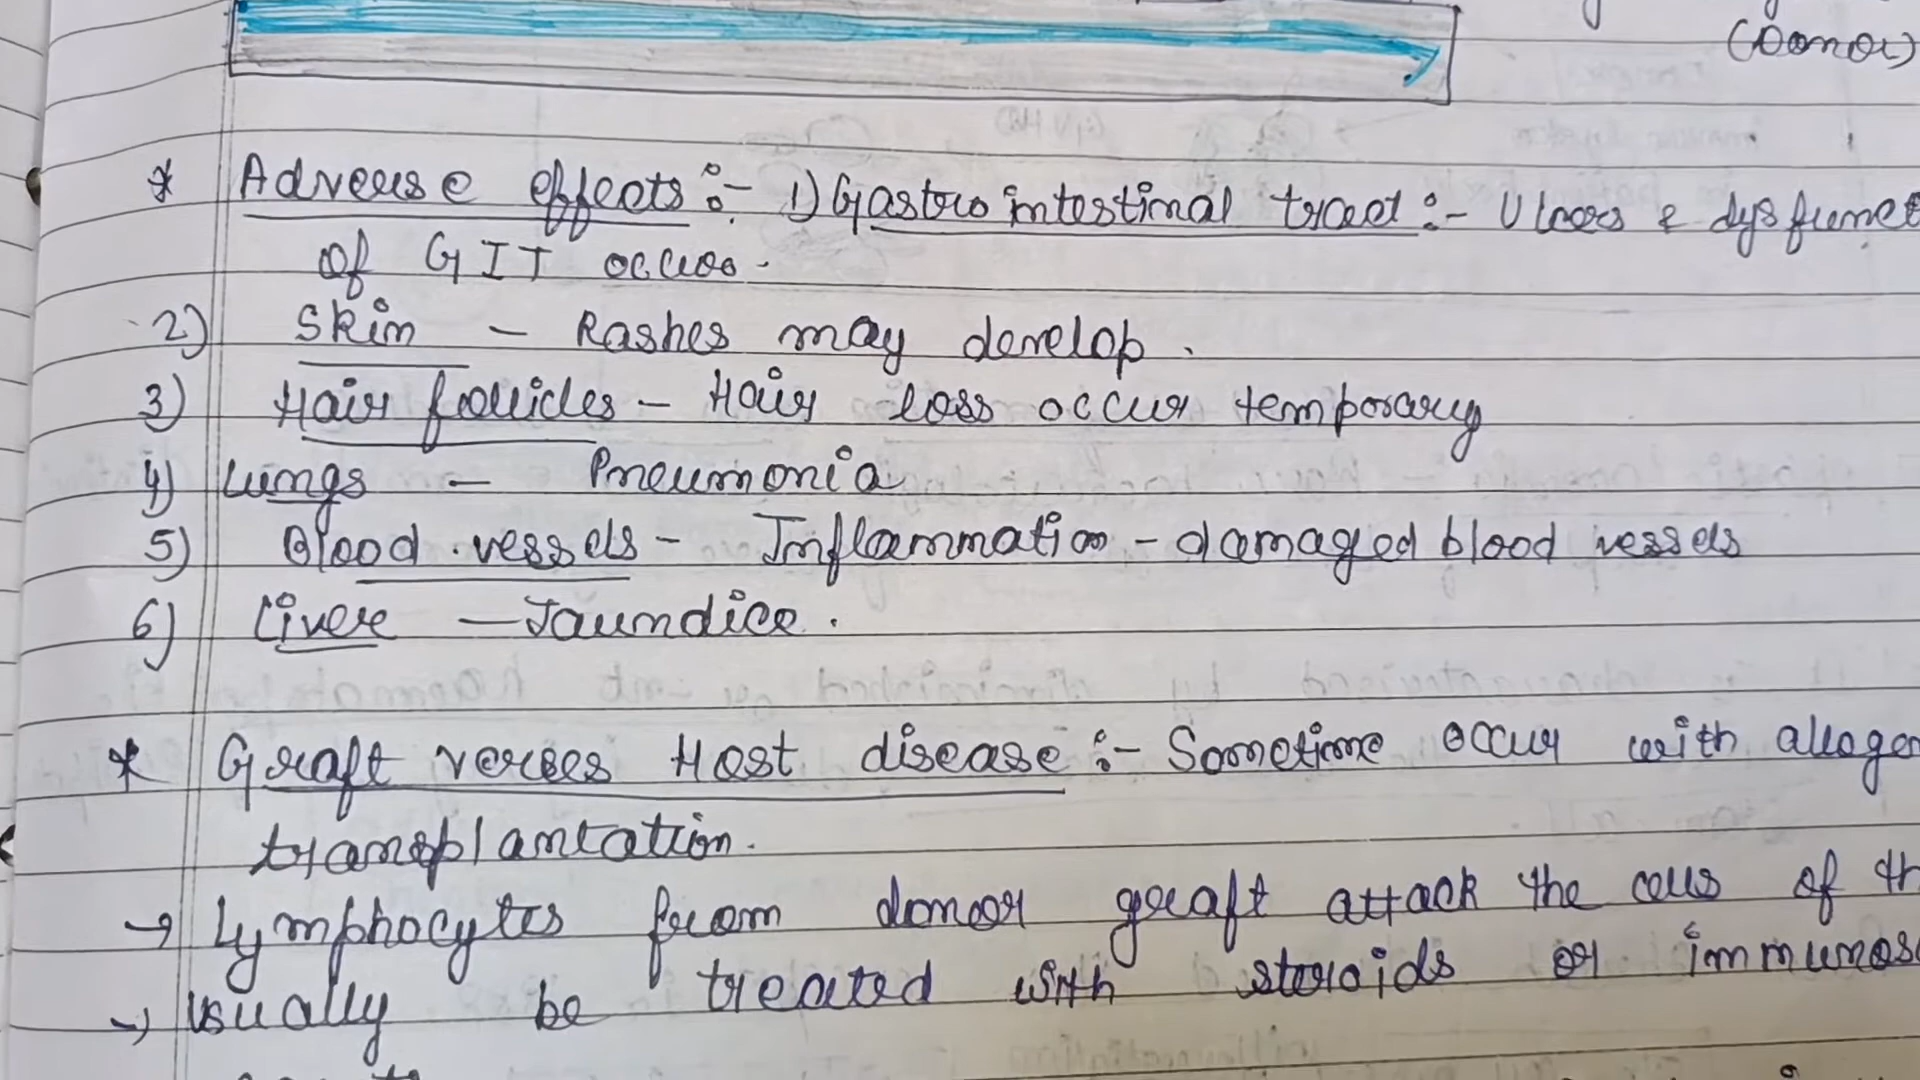 (Donor)
* Adverse effects :- 1) Gastro intestinal tract :- Ulcers & dysfunct
of GIT occurs.
2) Skin - Rashes may develop.
3) Hair follicles - Hair loss occur temporary
4) Lungs - Pneumonia
5) Blood vessels - Inflammation - damaged blood vessels
6) Liver - Jaundice.
* Graft verses Host disease :- Sometime occur with allogen
transplantation.
→ Lymphocytes from donor graft attack the cells of th
→ Usually be treated with steroids or immunos